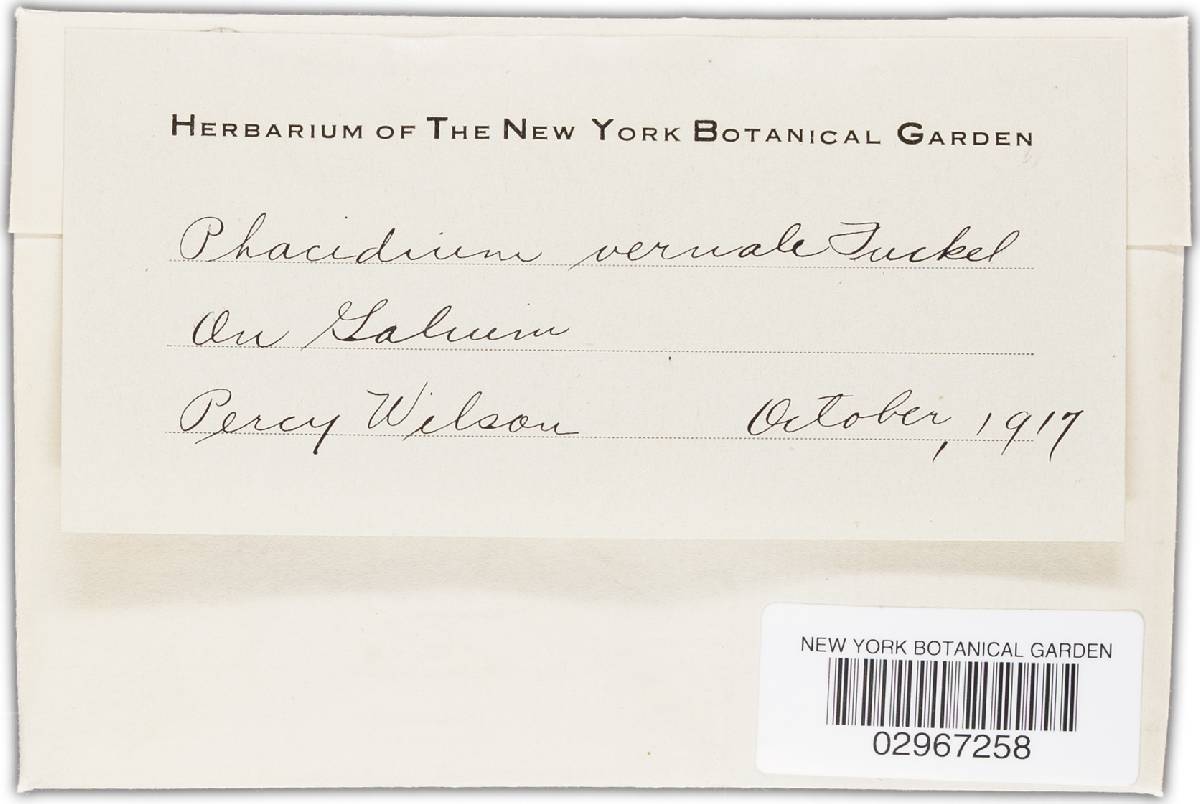 HERBARIUM OF THE NEW YORK BOTANICAL GARDEN
Phacidium vernale Fuckel
On Galium
Percy Wilson October, 1917
NEW YORK BOTANICAL GARDEN
02967258